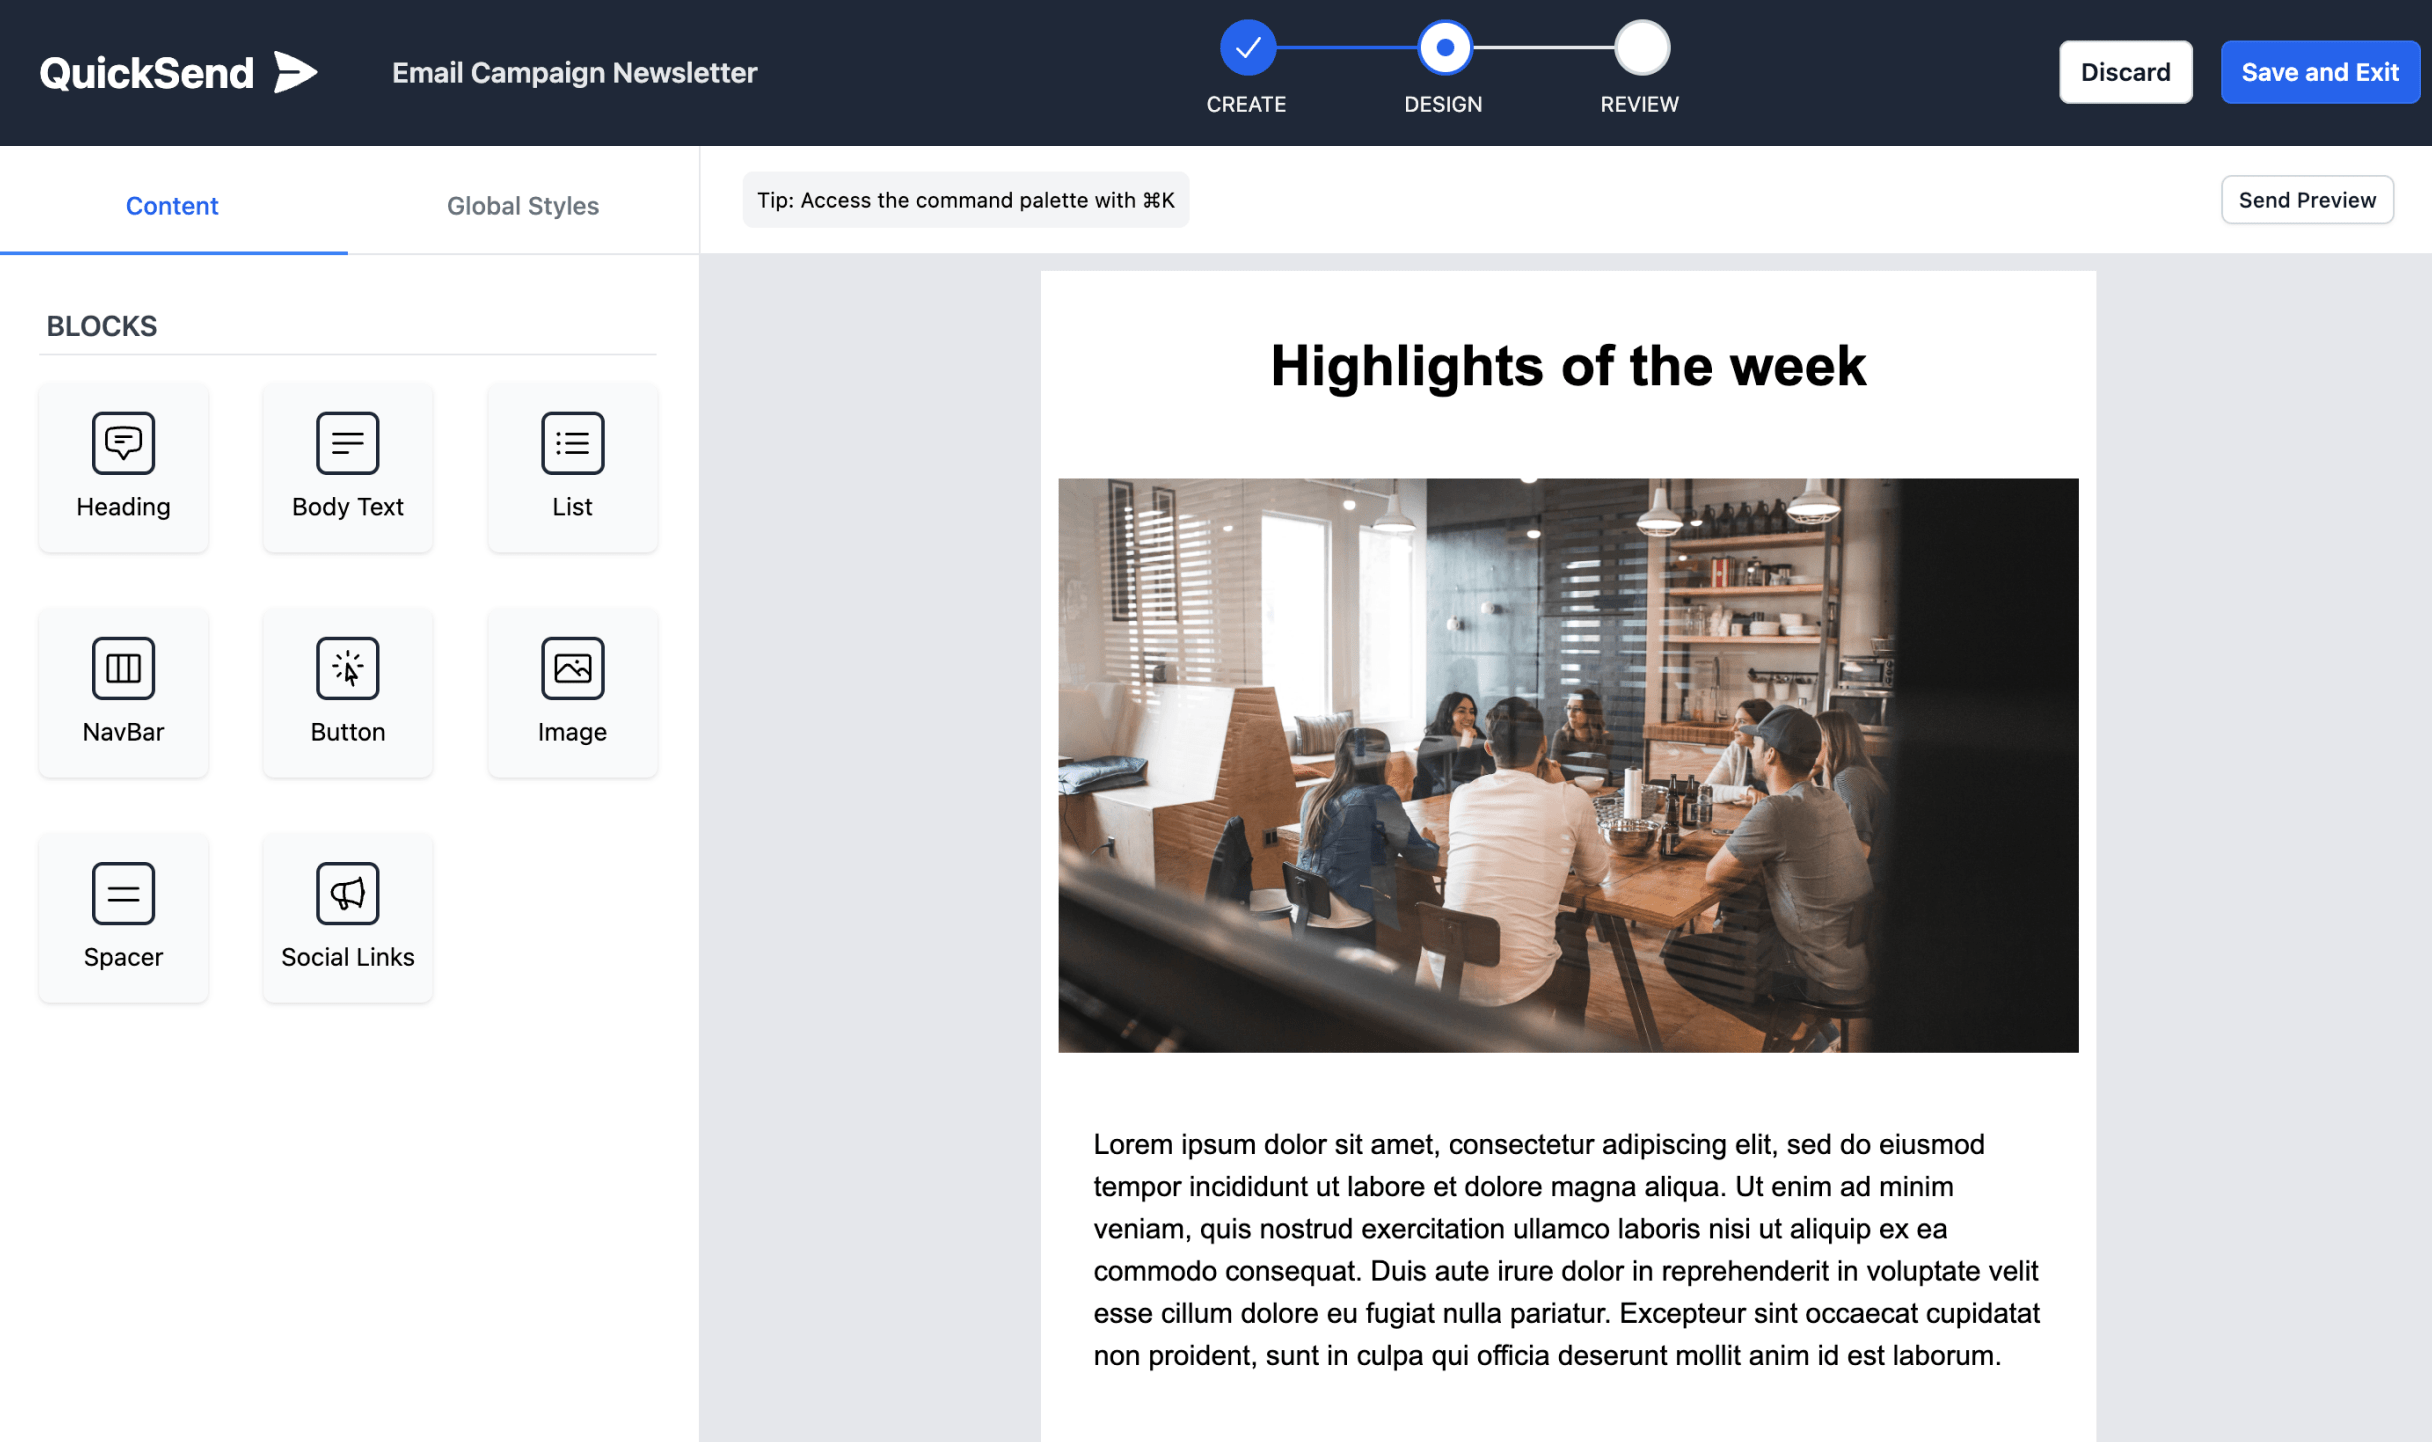 QuickSend
Email Campaign Newsletter
CREATE
DESIGN
REVIEW
Discard
Save and Exit
Content
Global Styles
Tip: Access the command palette with ⌘K
Send Preview
BLOCKS
Heading
Body Text
List
NavBar
Button
Image
Spacer
Social Links
Highlights of the week
Lorem ipsum dolor sit amet, consectetur adipiscing elit, sed do eiusmod
tempor incididunt ut labore et dolore magna aliqua. Ut enim ad minim
veniam, quis nostrud exercitation ullamco laboris nisi ut aliquip ex ea
commodo consequat. Duis aute irure dolor in reprehenderit in voluptate velit
esse cillum dolore eu fugiat nulla pariatur. Excepteur sint occaecat cupidatat
non proident, sunt in culpa qui officia deserunt mollit anim id est laborum.